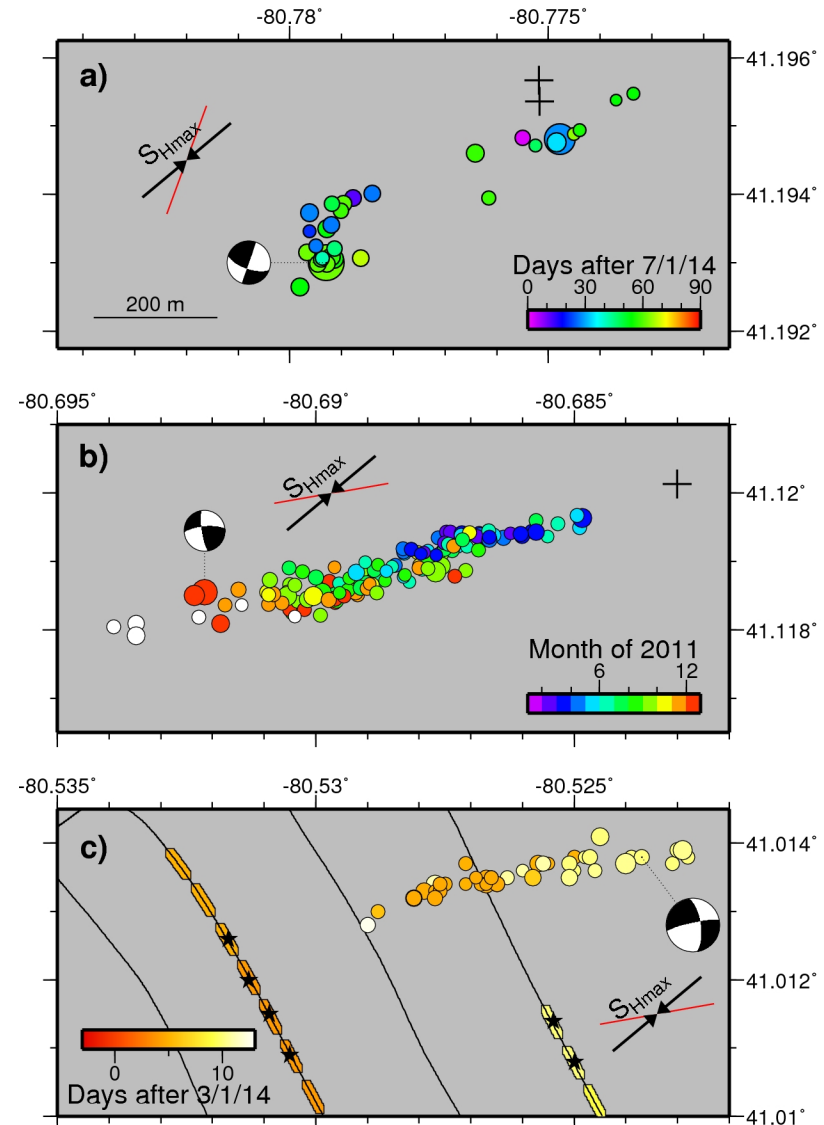 -80.78˚ -80.775˚
a)
41.196˚
SHmax
41.194˚
Days after 7/1/14
0 30 60 90
200 m
41.192˚
-80.695˚ -80.69˚ -80.685˚
b)
SHmax
41.12˚
41.118˚
Month of 2011
6 12
-80.535˚ -80.53˚ -80.525˚
c)
41.014˚
41.012˚
SHmax
0 10
Days after 3/1/14
41.01˚